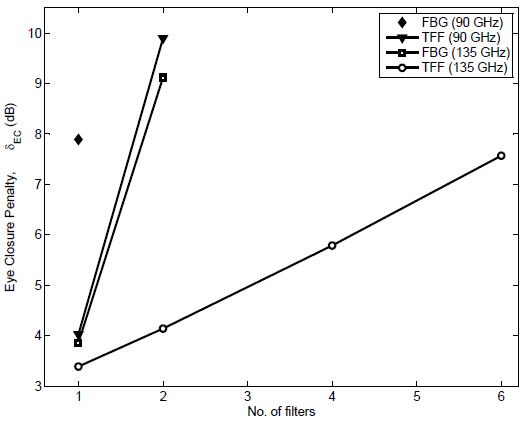 FBG (90 GHz)
TFF (90 GHz)
FBG (135 GHz)
TFF (135 GHz)
Eye Closure Penalty, δEC (dB)
10
9
8
7
6
5
4
3
1 2 3 4 5 6
No. of filters